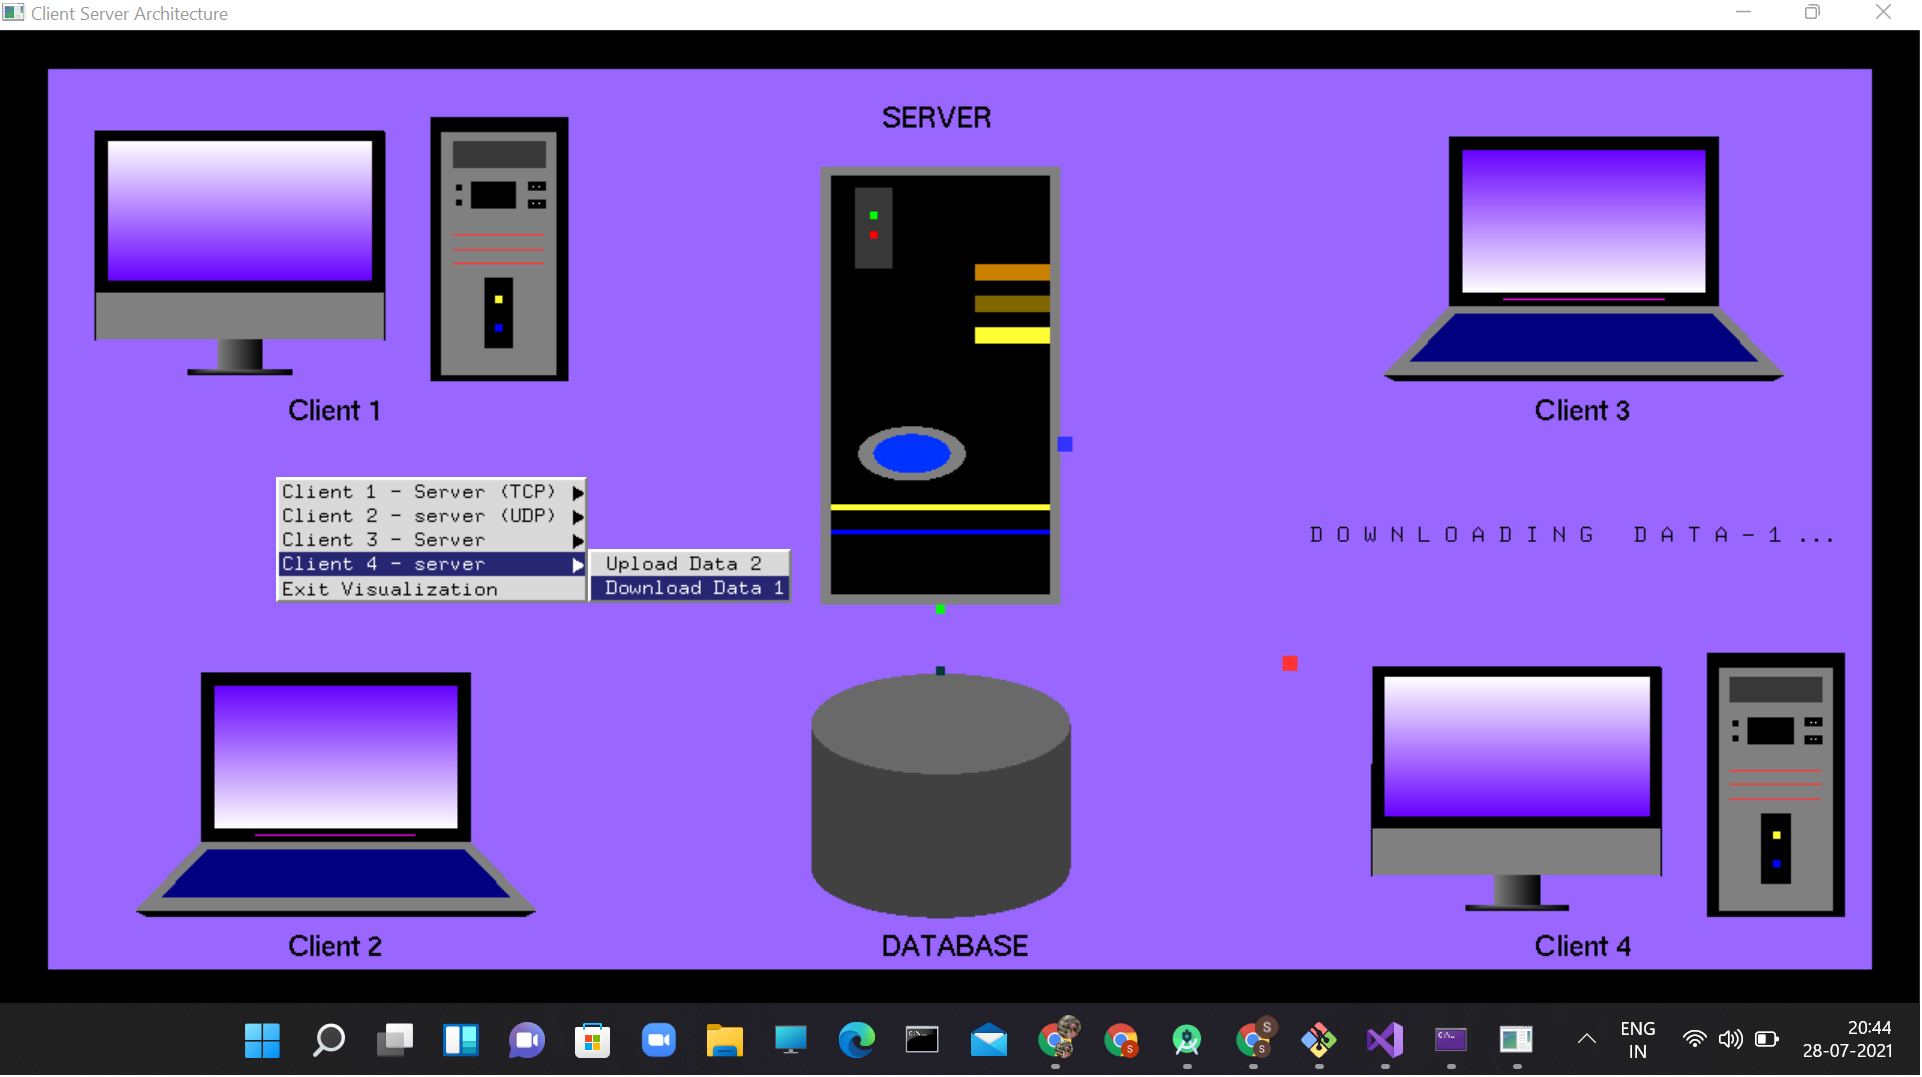 Client Server Architecture
SERVER
Client 1
Client 3
Client 1 - Server (TCP)
Client 2 - server (UDP)
Client 3 - Server
Client 4 - server
Exit Visualization
Upload Data 2
Download Data 1
DOWNLOADING DATA-1...
Client 2
DATABASE
Client 4
C:\_
S
S
S
C:\_
ENG
IN
20:44
28-07-2021